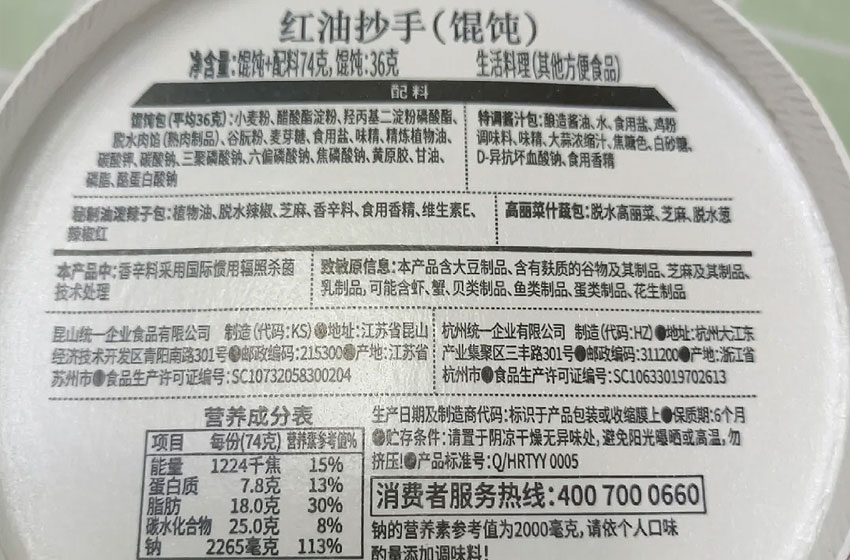 红油抄手(馄饨)
净含量:馄饨+配料74克,馄饨:36克
生活料理(其他方便食品)
配料
馄饨包(平均36克):小麦粉、醋酸酯淀粉、羟丙基二淀粉磷酸酯、
脱水肉馅(熟肉制品)、谷朊粉、麦芽糖、食用盐、味精、精炼植物油、
碳酸钾、碳酸钠、三聚磷酸钠、六偏磷酸钠、焦磷酸钠、黄原胶、甘油、
磷脂、酪蛋白酸钠
特调酱汁包:酿造酱油、水、食用盐、鸡粉
调味料、味精、大蒜浓缩汁、焦糖色、白砂糖、
D-异抗坏血酸钠、食用香精
秘制油泼辣子包:植物油、脱水辣椒、芝麻、香辛料、食用香精、维生素E、
辣椒红
高丽菜什蔬包:脱水高丽菜、芝麻、脱水葱
本产品中:香辛料采用国际惯用辐照杀菌
技术处理
致敏原信息:本产品含大豆制品、含有麸质的谷物及其制品、芝麻及其制品、
乳制品,可能含虾、蟹、贝类制品、鱼类制品、蛋类制品、花生制品
昆山统一企业食品有限公司 制造(代码:KS)●地址:江苏省昆山
经济技术开发区青阳南路301号●邮政编码:215300●产地:江苏省
苏州市●食品生产许可证编号:SC10732058300204
杭州统一企业有限公司 制造(代码:HZ)●地址:杭州大江东
产业集聚区三丰路301号●邮政编码:311200●产地:浙江省
杭州市●食品生产许可证编号:SC10633019702613
营养成分表
项目 每份(74克) 营养素参考值%
能量 1224千焦 15%
蛋白质 7.8克 13%
脂肪 18.0克 30%
碳水化合物 25.0克 8%
钠 2265毫克 113%
生产日期及制造商代码:标识于产品包装或收缩膜上●保质期:6个月
●贮存条件:请置于阴凉干燥无异味处,避免阳光曝晒或高温,勿
挤压!●产品标准号:Q/HRTYY 0005
消费者服务热线:400 700 0660
钠的营养素参考值为2000毫克,请依个人口味
酌量添加调味料!